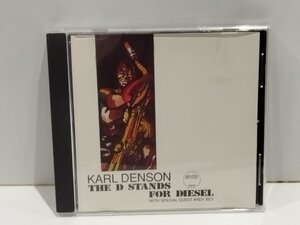 KARL DENSON
THE D STANDS
FOR DIESEL
WITH SPECIAL GUEST ANDY BEY